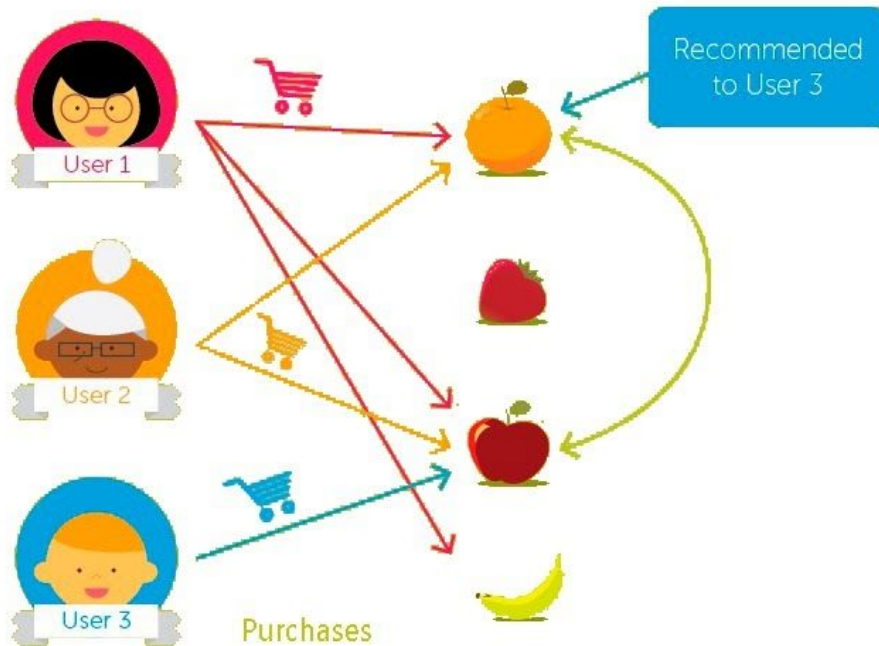 Recommended
to User 3
User 1
User 2
User 3
Purchases